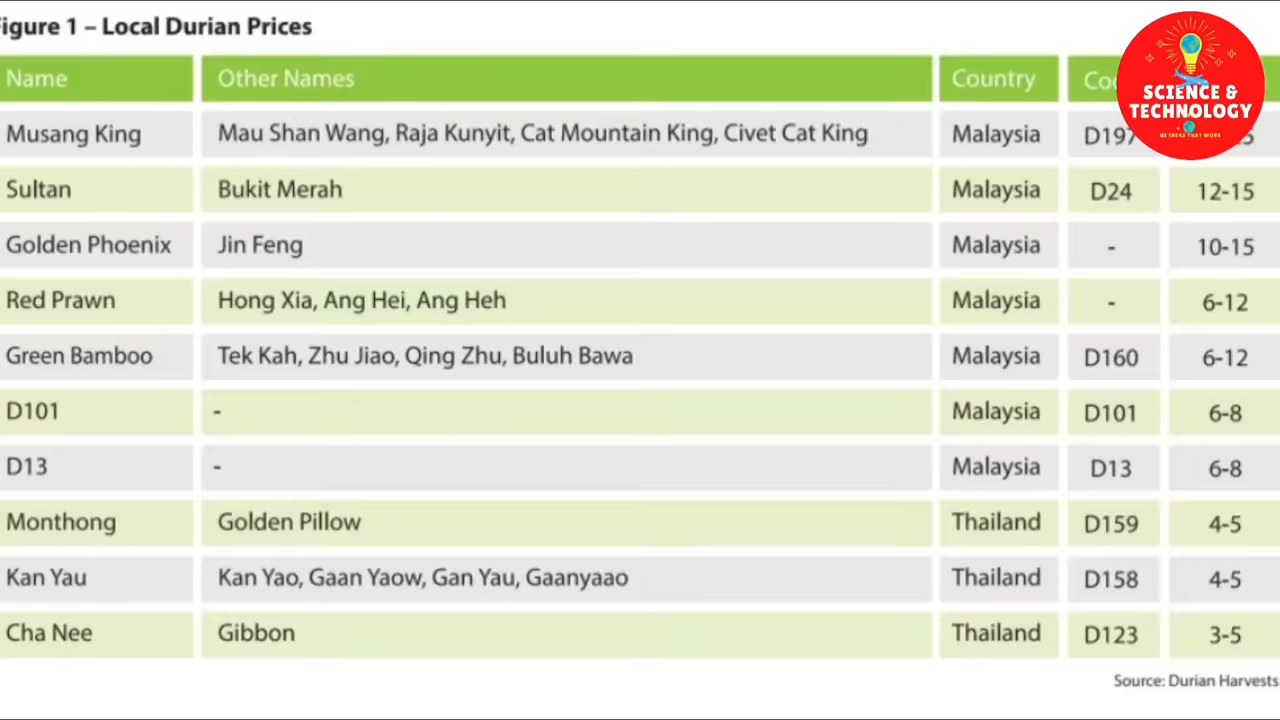 igure 1 – Local Durian Prices
Name Other Names Country
Musang King Mau Shan Wang, Raja Kunyit, Cat Mountain King, Civet Cat King Malaysia D197
Sultan Bukit Merah Malaysia D24 12-15
Golden Phoenix Jin Feng Malaysia - 10-15
Red Prawn Hong Xia, Ang Hei, Ang Heh Malaysia - 6-12
Green Bamboo Tek Kah, Zhu Jiao, Qing Zhu, Buluh Bawa Malaysia D160 6-12
D101 - Malaysia D101 6-8
D13 - Malaysia D13 6-8
Monthong Golden Pillow Thailand D159 4-5
Kan Yau Kan Yao, Gaan Yaow, Gan Yau, Gaanyaao Thailand D158 4-5
Cha Nee Gibbon Thailand D123 3-5
Source: Durian Harvests
SCIENCE &
TECHNOLOGY
IDEAS THAT WORK